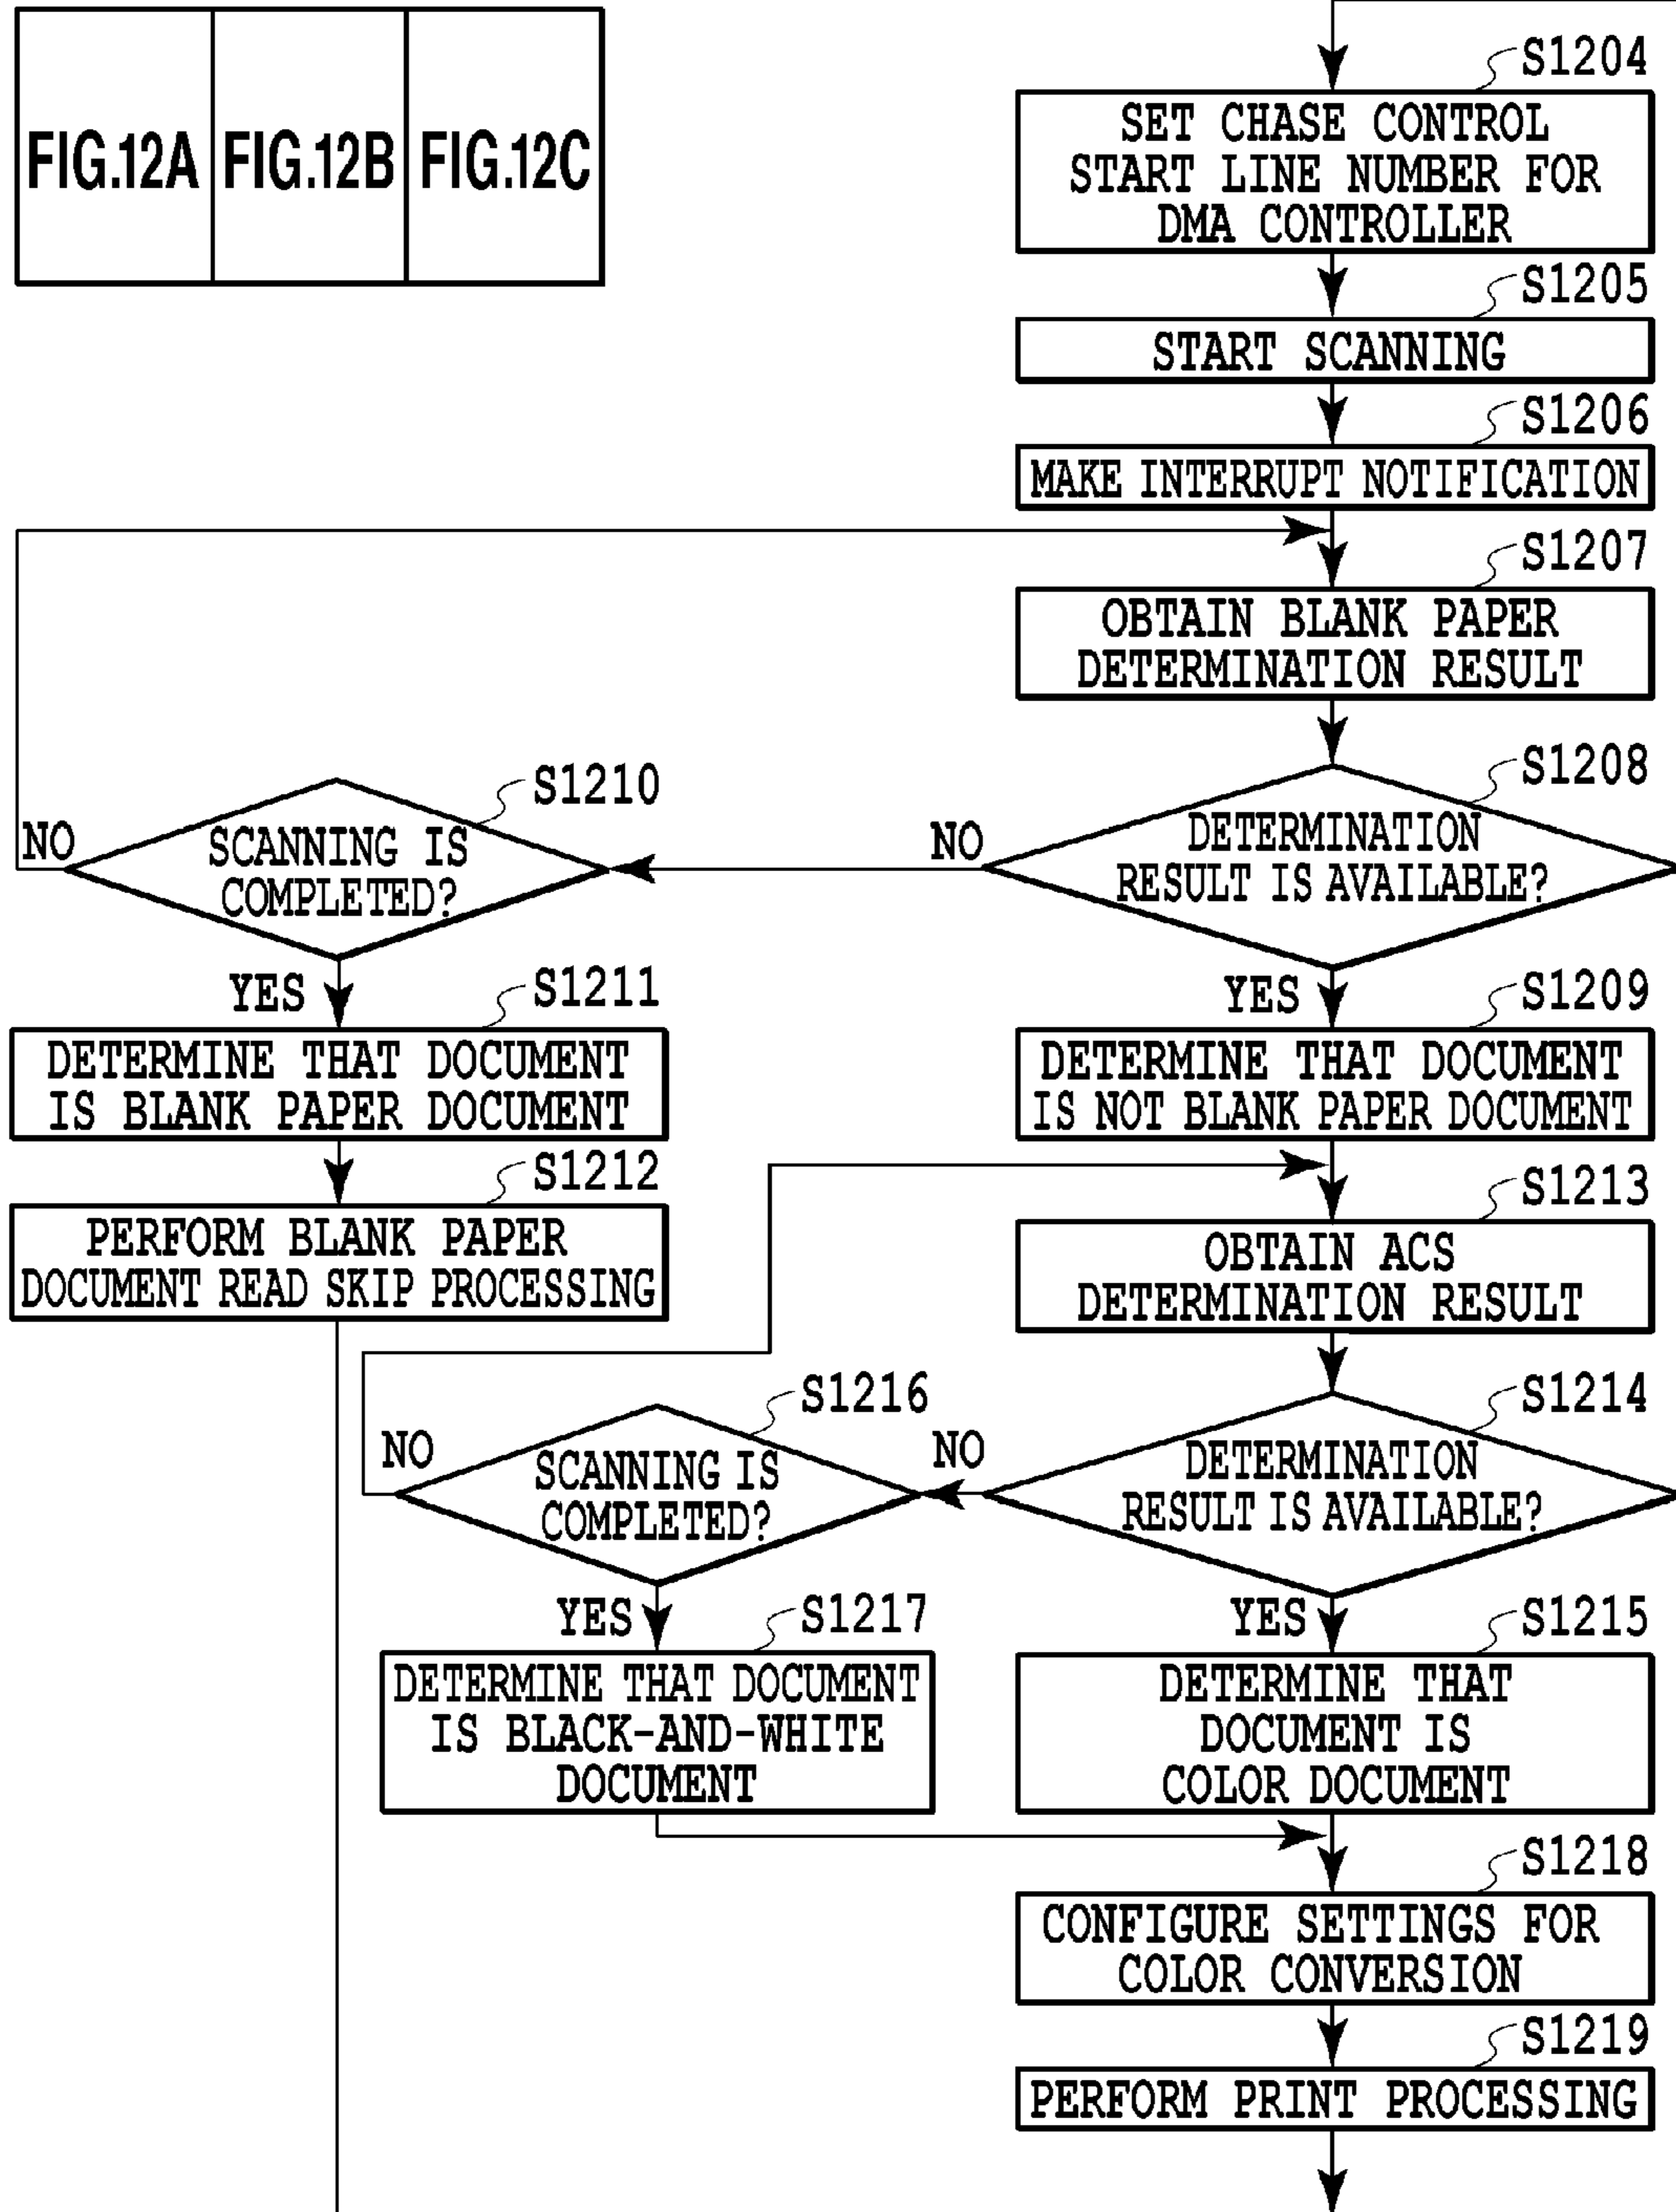 FIG.12A FIG.12B FIG.12C
S1204
SET CHASE CONTROL
START LINE NUMBER FOR
DMA CONTROLLER
S1205
START SCANNING
S1206
MAKE INTERRUPT NOTIFICATION
S1207
OBTAIN BLANK PAPER
DETERMINATION RESULT
S1208
DETERMINATION
RESULT IS AVAILABLE?
NO
YES
S1210
SCANNING IS
COMPLETED?
NO
YES
S1211
DETERMINE THAT DOCUMENT
IS BLANK PAPER DOCUMENT
S1212
PERFORM BLANK PAPER
DOCUMENT READ SKIP PROCESSING
S1209
DETERMINE THAT DOCUMENT
IS NOT BLANK PAPER DOCUMENT
S1213
OBTAIN ACS
DETERMINATION RESULT
S1214
DETERMINATION
RESULT IS AVAILABLE?
NO
YES
S1216
SCANNING IS
COMPLETED?
NO
YES
S1217
DETERMINE THAT DOCUMENT
IS BLACK-AND-WHITE
DOCUMENT
S1215
DETERMINE THAT
DOCUMENT IS
COLOR DOCUMENT
S1218
CONFIGURE SETTINGS FOR
COLOR CONVERSION
S1219
PERFORM PRINT PROCESSING